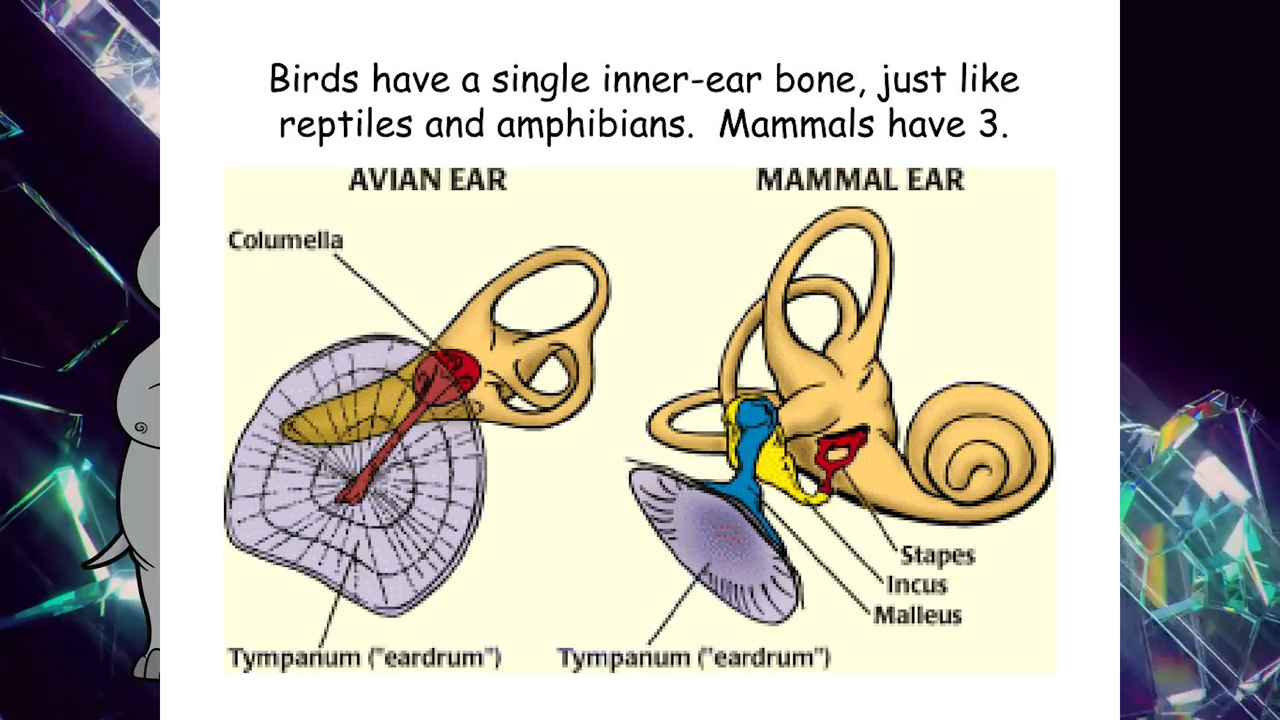 Birds have a single inner-ear bone, just like
reptiles and amphibians. Mammals have 3.
AVIAN EAR
MAMMAL EAR
Columella
Stapes
Incus
Malleus
Tympanum ("eardrum")
Tympanum ("eardrum")